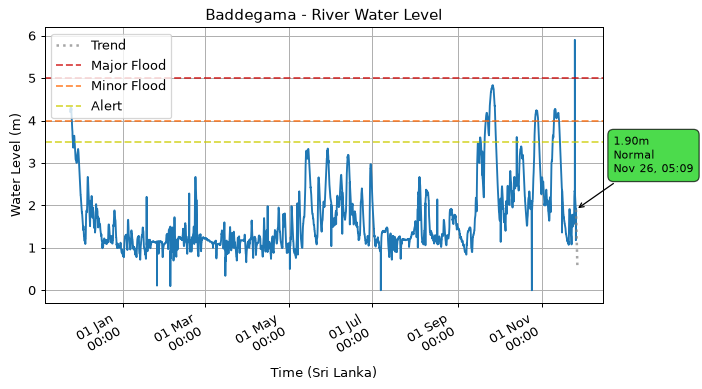 Baddegama - River Water Level
Trend
Major Flood
Minor Flood
Alert
1.90m
Normal
Nov 26, 05:09
Water Level (m)
6
5
4
3
2
1
0
01 Jan
00:00
01 Mar
00:00
01 May
00:00
01 Jul
00:00
01 Sep
00:00
01 Nov
00:00
Time (Sri Lanka)